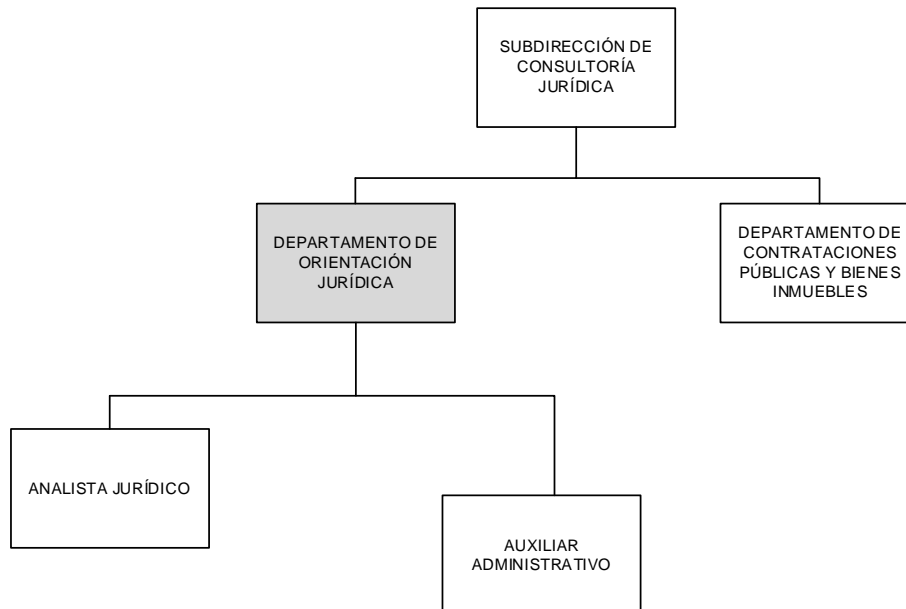 SUBDIRECCIÓN DE
CONSULTORÍA
JURÍDICA
DEPARTAMENTO DE
ORIENTACIÓN
JURÍDICA
DEPARTAMENTO DE
CONTRATACIONES
PÚBLICAS Y BIENES
INMUEBLES
ANALISTA JURÍDICO
AUXILIAR
ADMINISTRATIVO